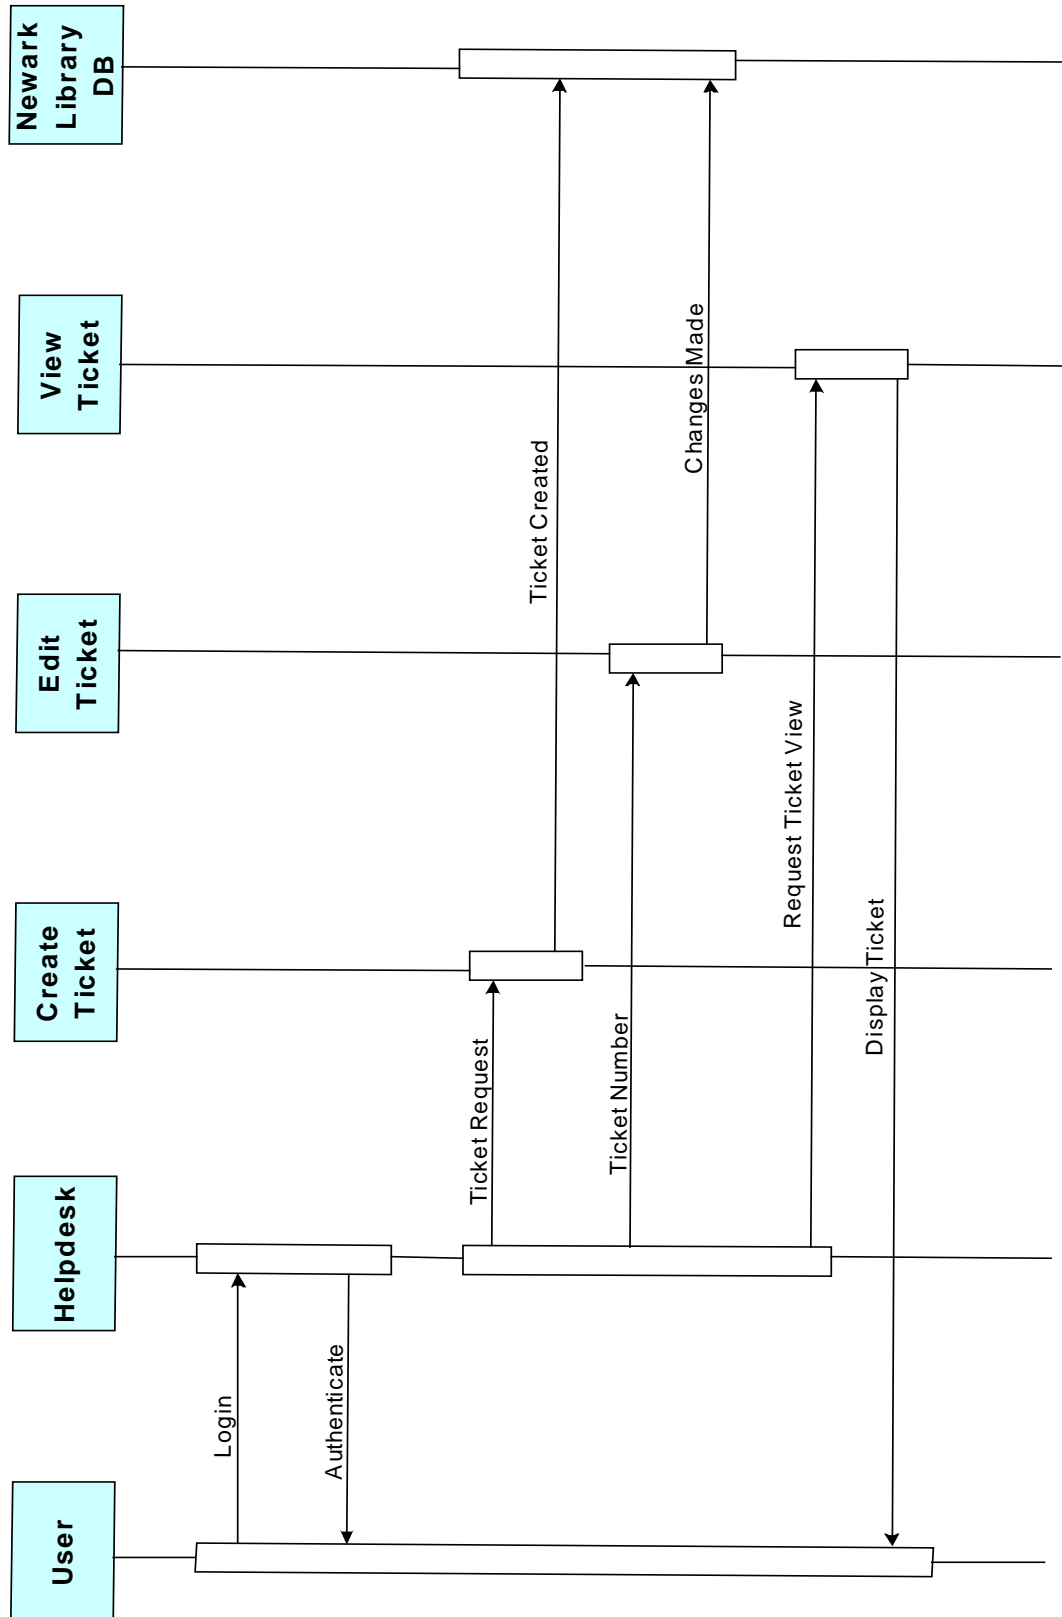 User
Helpdesk
Create
Ticket
Edit
Ticket
View
Ticket
Newark
Library
DB
Login
Authenticate
Ticket Request
Ticket Created
Ticket Number
Changes Made
Request Ticket View
Display Ticket